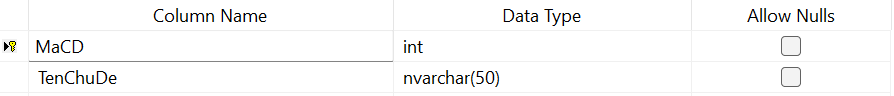 Column Name Data Type Allow Nulls
MaCD int
TenChuDe nvarchar(50)